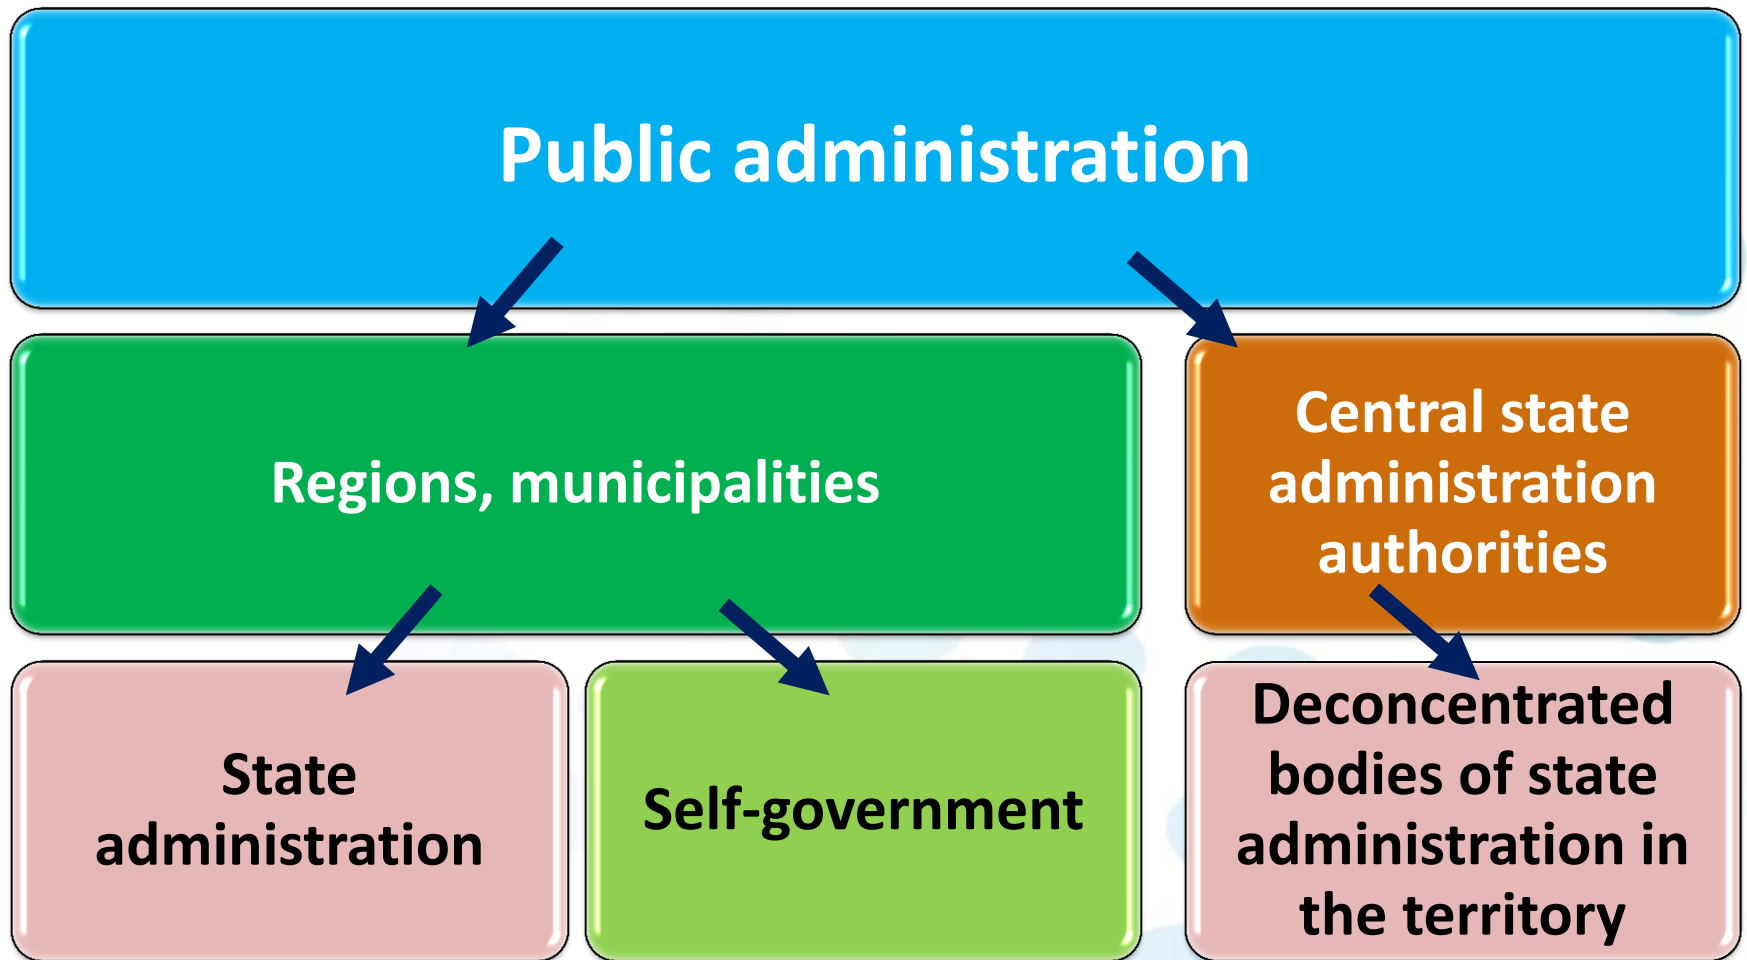 Public administration
Regions, municipalities
Central state
administration
authorities
State
administration
Self-government
Deconcentrated
bodies of state
administration in
the territory